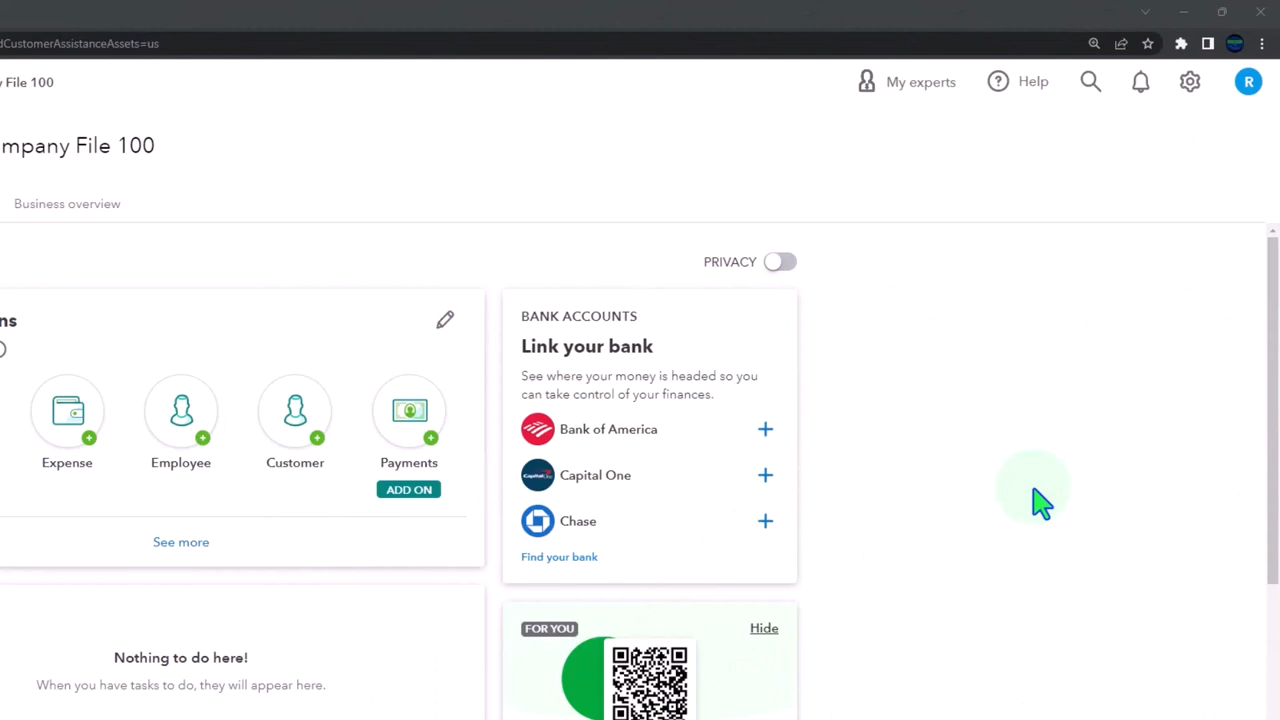 dCustomerAssistanceAssets=us
y File 100
My experts
Help
R
mpany File 100
Business overview
PRIVACY
ns
Expense
Employee
Customer
Payments
ADD ON
See more
BANK ACCOUNTS
Link your bank
See where your money is headed so you
can take control of your finances.
Bank of America
Capital One
Chase
Find your bank
Nothing to do here!
When you have tasks to do, they will appear here.
FOR YOU
Hide